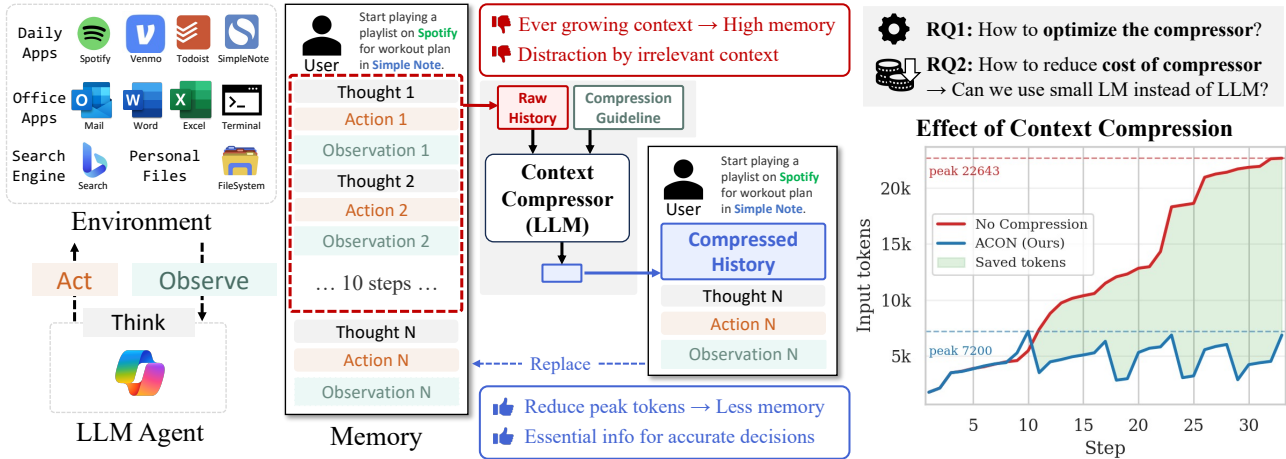 Daily
Apps
Spotify
Venmo
Todoist
SimpleNote
Office
Apps
Mail
Word
Excel
Terminal
Search
Engine
Search
Personal
Files
FileSystem
Environment
Act
Observe
Think
LLM Agent
User
Start playing a
playlist on Spotify
for workout plan
in Simple Note.
Thought 1
Action 1
Observation 1
Thought 2
Action 2
Observation 2
... 10 steps ...
Thought N
Action N
Observation N
Memory
Ever growing context → High memory
Distraction by irrelevant context
Raw
History
Compression
Guideline
Context
Compressor
(LLM)
User
Start playing a
playlist on Spotify
for workout plan
in Simple Note.
Compressed
History
Thought N
Action N
Observation N
Replace
Reduce peak tokens → Less memory
Essential info for accurate decisions
RQ1: How to optimize the compressor?
RQ2: How to reduce cost of compressor
→ Can we use small LM instead of LLM?
Effect of Context Compression
peak 22643
No Compression
ACON (Ours)
Saved tokens
peak 7200
20k
15k
10k
5k
Input tokens
5 10 15 20 25 30
Step